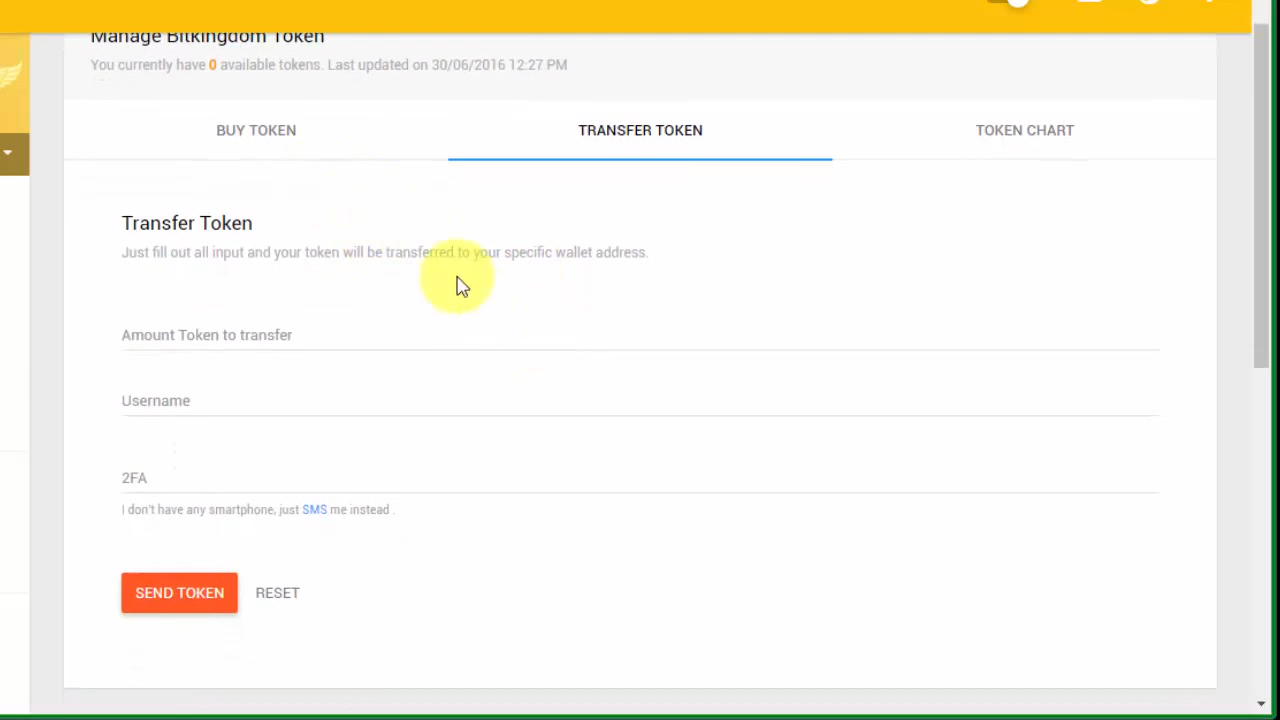 Manage Bitkingdom Token
You currently have 0 available tokens. Last updated on 30/06/2016 12:27 PM
BUY TOKEN
TRANSFER TOKEN
TOKEN CHART
Transfer Token
Just fill out all input and your token will be transferred to your specific wallet address.
Amount Token to transfer
Username
2FA
I don't have any smartphone, just SMS me instead .
SEND TOKEN
RESET